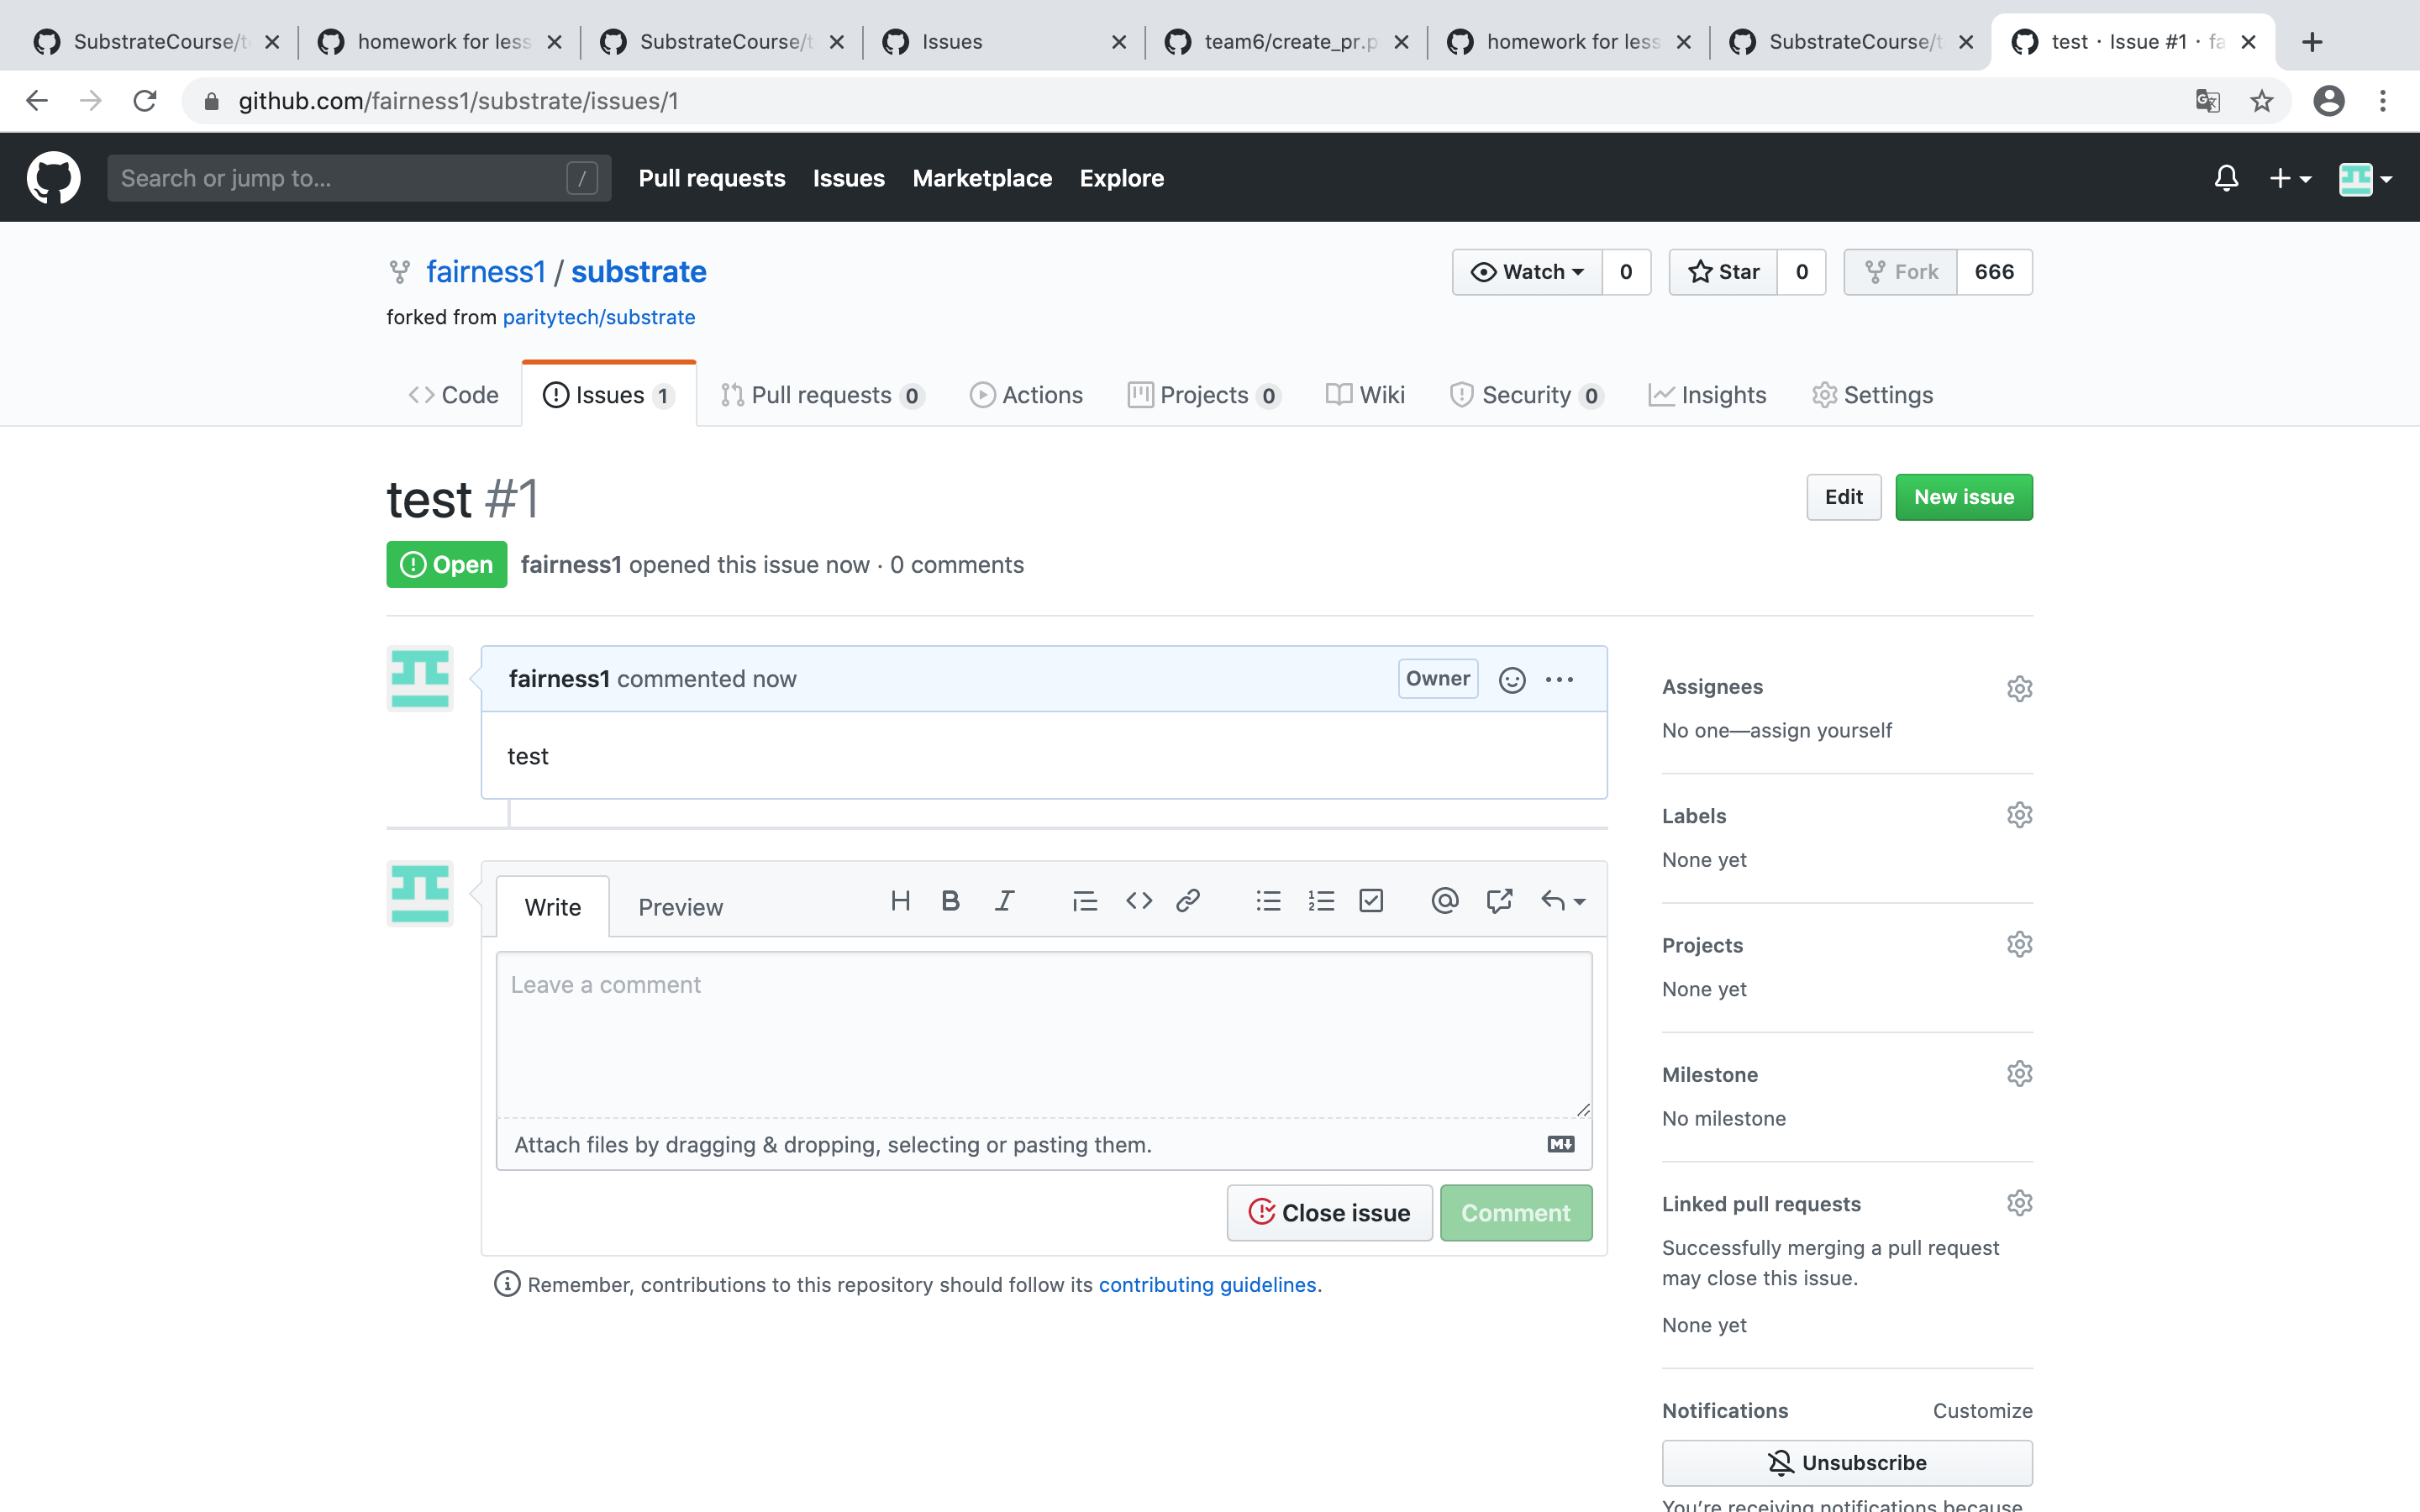 SubstrateCourse/t
homework for less
SubstrateCourse/t
Issues
team6/create_pr.p
homework for less
SubstrateCourse/t
test · Issue #1 · fa
github.com/fairness1/substrate/issues/1
Search or jump to... /
Pull requests Issues Marketplace Explore
fairness1 / substrate
Watch 0 Star 0 Fork 666
forked from paritytech/substrate
Code Issues 1 Pull requests 0 Actions Projects 0 Wiki Security 0 Insights Settings
test #1
Edit New issue
Open fairness1 opened this issue now · 0 comments
fairness1 commented now Owner
test
Write Preview
Leave a comment
Attach files by dragging & dropping, selecting or pasting them.
Close issue Comment
Remember, contributions to this repository should follow its contributing guidelines.
Assignees
No one—assign yourself
Labels
None yet
Projects
None yet
Milestone
No milestone
Linked pull requests
Successfully merging a pull request
may close this issue.
None yet
Notifications Customize
Unsubscribe
You're receiving notifications because